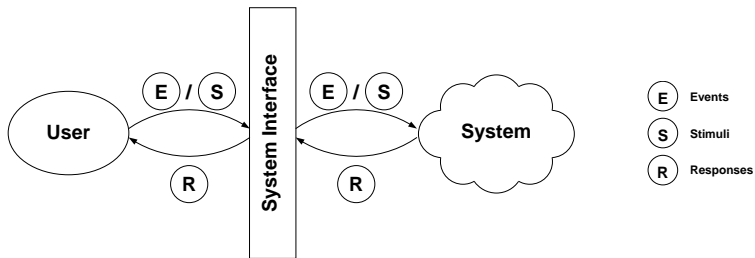 E / S
E / S
User
System Interface
System
R
R
E Events
S Stimuli
R Responses